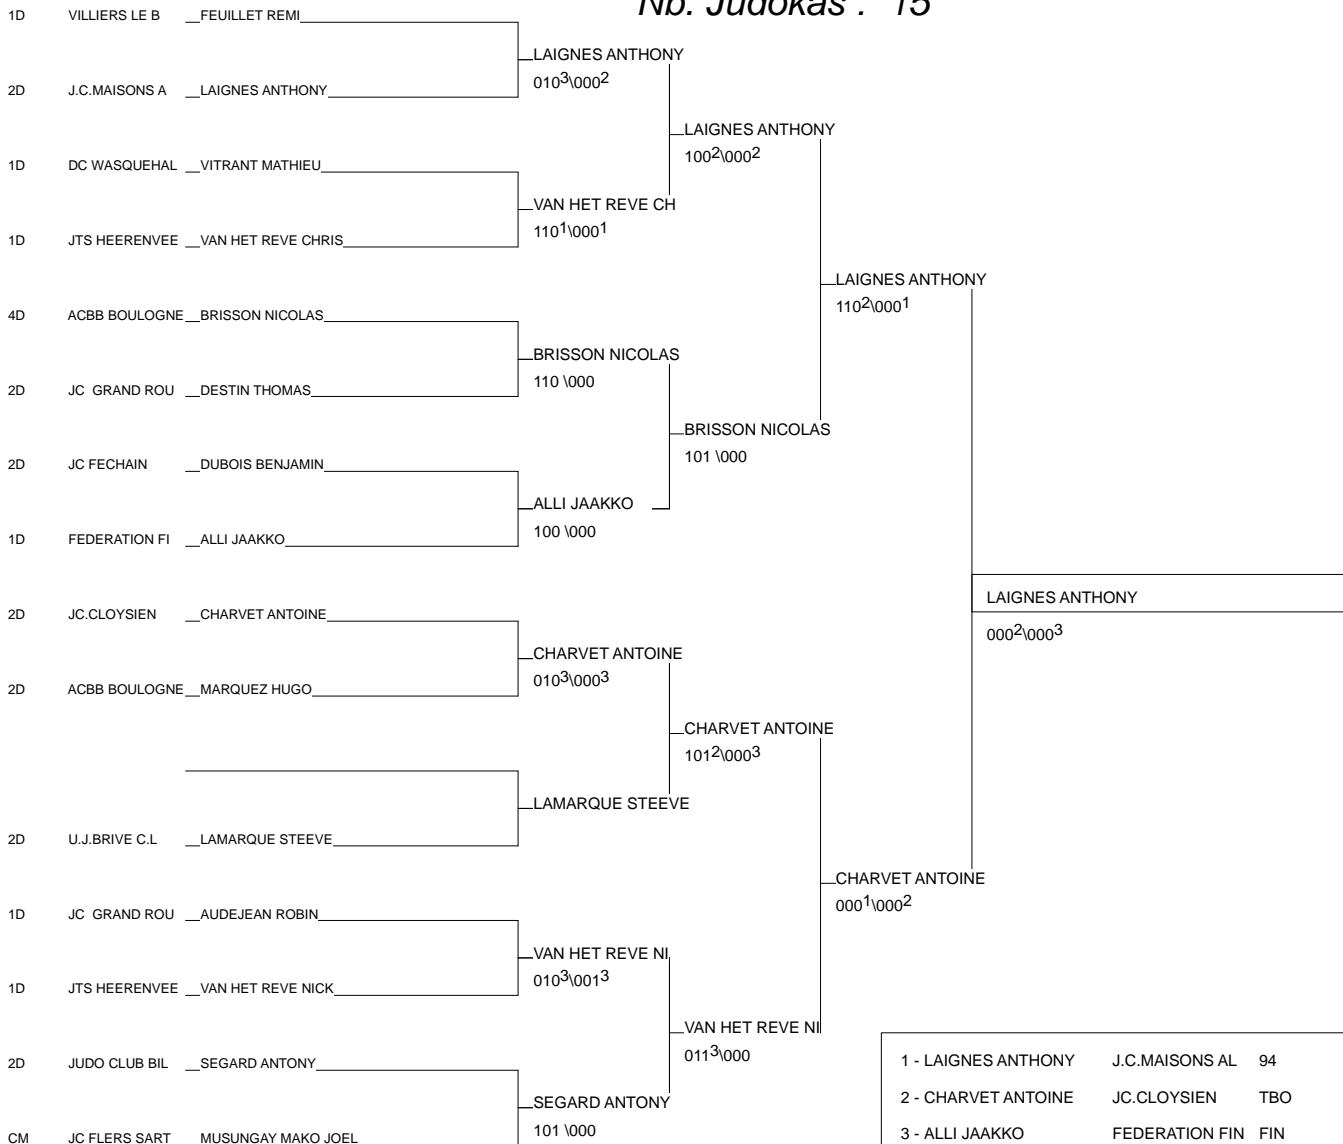 Nb. Judokas : 15
1D VILLIERS LE B FEUILLET REMI
LAIGNES ANTHONY
010³\000²
2D J.C.MAISONS A LAIGNES ANTHONY
LAIGNES ANTHONY
100²\000²
1D DC WASQUEHAL VITRANT MATHIEU
VAN HET REVE CH
110¹\000¹
1D JTS HEERENVEE VAN HET REVE CHRIS
LAIGNES ANTHONY
110²\000¹
4D ACBB BOULOGNE BRISSON NICOLAS
BRISSON NICOLAS
110 \000
2D JC GRAND ROU DESTIN THOMAS
BRISSON NICOLAS
101 \000
2D JC FECHAIN DUBOIS BENJAMIN
ALLI JAAKKO
100 \000
1D FEDERATION FI ALLI JAAKKO
LAIGNES ANTHONY
000²\000³
2D JC.CLOYSIEN CHARVET ANTOINE
CHARVET ANTOINE
010³\000³
2D ACBB BOULOGNE MARQUEZ HUGO
CHARVET ANTOINE
101²\000³
LAMARQUE STEEVE
2D U.J.BRIVE C.L LAMARQUE STEEVE
CHARVET ANTOINE
000¹\000²
1D JC GRAND ROU AUDEJEAN ROBIN
VAN HET REVE NI
010³\001³
1D JTS HEERENVEE VAN HET REVE NICK
VAN HET REVE NI
011³\000
2D JUDO CLUB BIL SEGARD ANTONY
SEGARD ANTONY
101 \000
CM JC FLERS SART MUSUNGAY MAKO JOEL
1 - LAIGNES ANTHONY J.C.MAISONS AL 94
2 - CHARVET ANTOINE JC.CLOYSIEN TBO
3 - ALLI JAAKKO FEDERATION FIN FIN